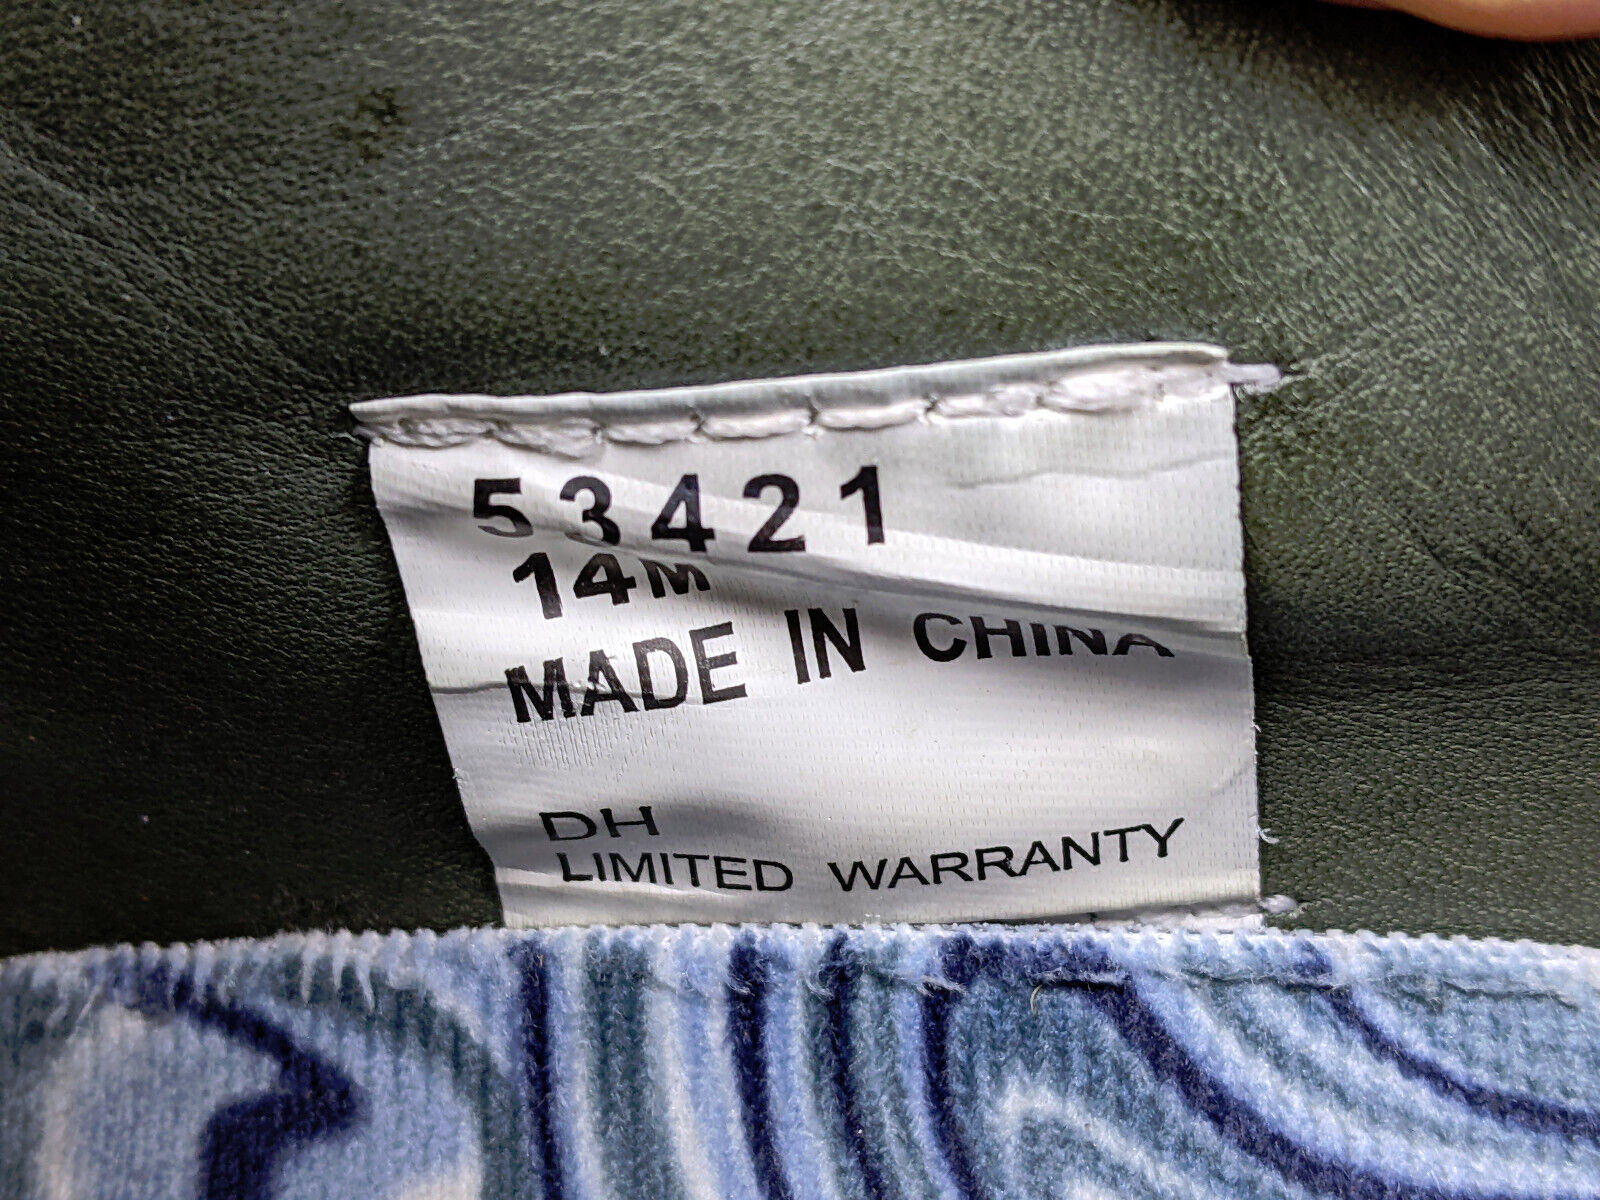 53421
14M
MADE IN CHINA
DH
LIMITED WARRANTY